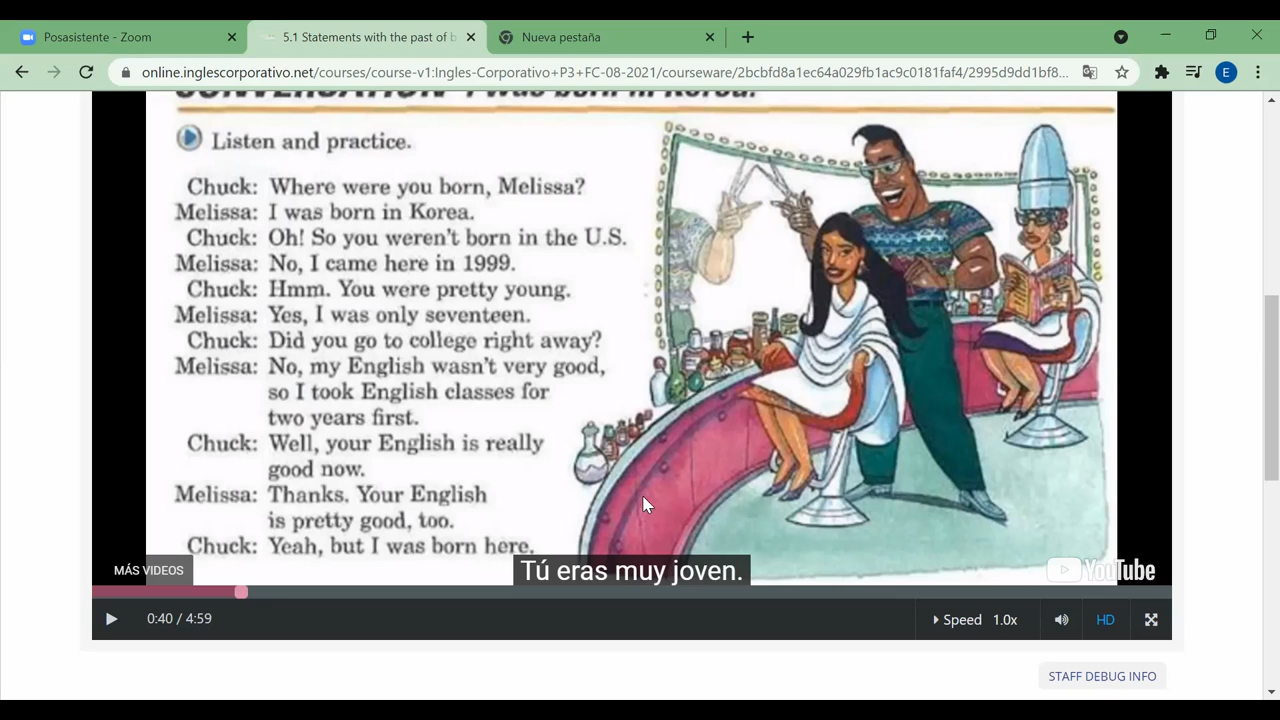 Posasistente - Zoom
5.1 Statements with the past of b
Nueva pestaña
online.inglescorporativo.net/courses/course-v1:Ingles-Corporativo+P3+FC-08-2021/courseware/2bcbfd8a1ec64a029fb1ac9c0181faf4/2995d9dd1bf8...
E
CONVERSATION I was born in Korea.
Listen and practice.
Chuck: Where were you born, Melissa?
Melissa: I was born in Korea.
Chuck: Oh! So you weren't born in the U.S.
Melissa: No, I came here in 1999.
Chuck: Hmm. You were pretty young.
Melissa: Yes, I was only seventeen.
Chuck: Did you go to college right away?
Melissa: No, my English wasn't very good,
so I took English classes for
two years first.
Chuck: Well, your English is really
good now.
Melissa: Thanks. Your English
is pretty good, too.
Chuck: Yeah, but I was born here.
MÁS VIDEOS
Tú eras muy joven.
YouTube
0:40 / 4:59
Speed 1.0x
HD
STAFF DEBUG INFO